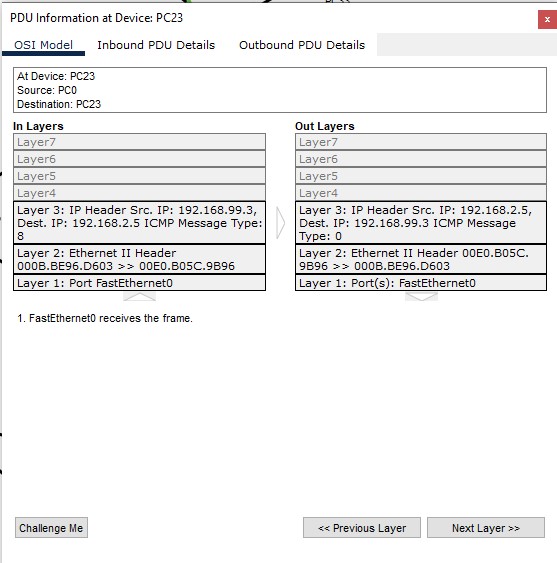 PDU Information at Device: PC23
x
OSI Model Inbound PDU Details Outbound PDU Details
At Device: PC23
Source: PC0
Destination: PC23
In Layers
Layer7
Layer6
Layer5
Layer4
Layer 3: IP Header Src. IP: 192.168.99.3,
Dest. IP: 192.168.2.5 ICMP Message Type:
8
Layer 2: Ethernet II Header
000B.BE96.D603 >> 00E0.B05C.9B96
Layer 1: Port FastEthernet0
Out Layers
Layer7
Layer6
Layer5
Layer4
Layer 3: IP Header Src. IP: 192.168.2.5,
Dest. IP: 192.168.99.3 ICMP Message
Type: 0
Layer 2: Ethernet II Header 00E0.B05C.
9B96 >> 000B.BE96.D603
Layer 1: Port(s): FastEthernet0
1. FastEthernet0 receives the frame.
Challenge Me
<< Previous Layer
Next Layer >>